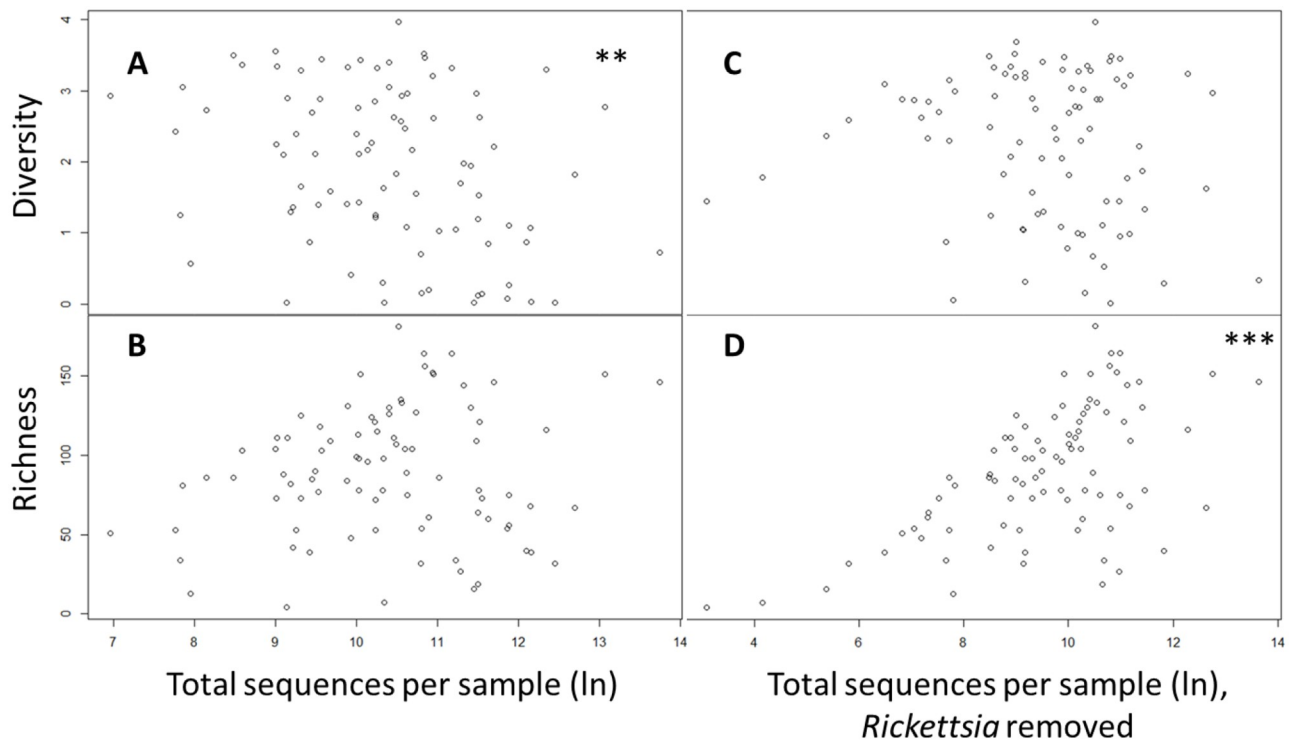 A
**
C
Diversity
4
3
2
1
0
B
D
***
Richness
150
100
50
0
7 8 9 10 11 12 13 14
4 6 8 10 12 14
Total sequences per sample (ln)
Total sequences per sample (ln),
Rickettsia removed